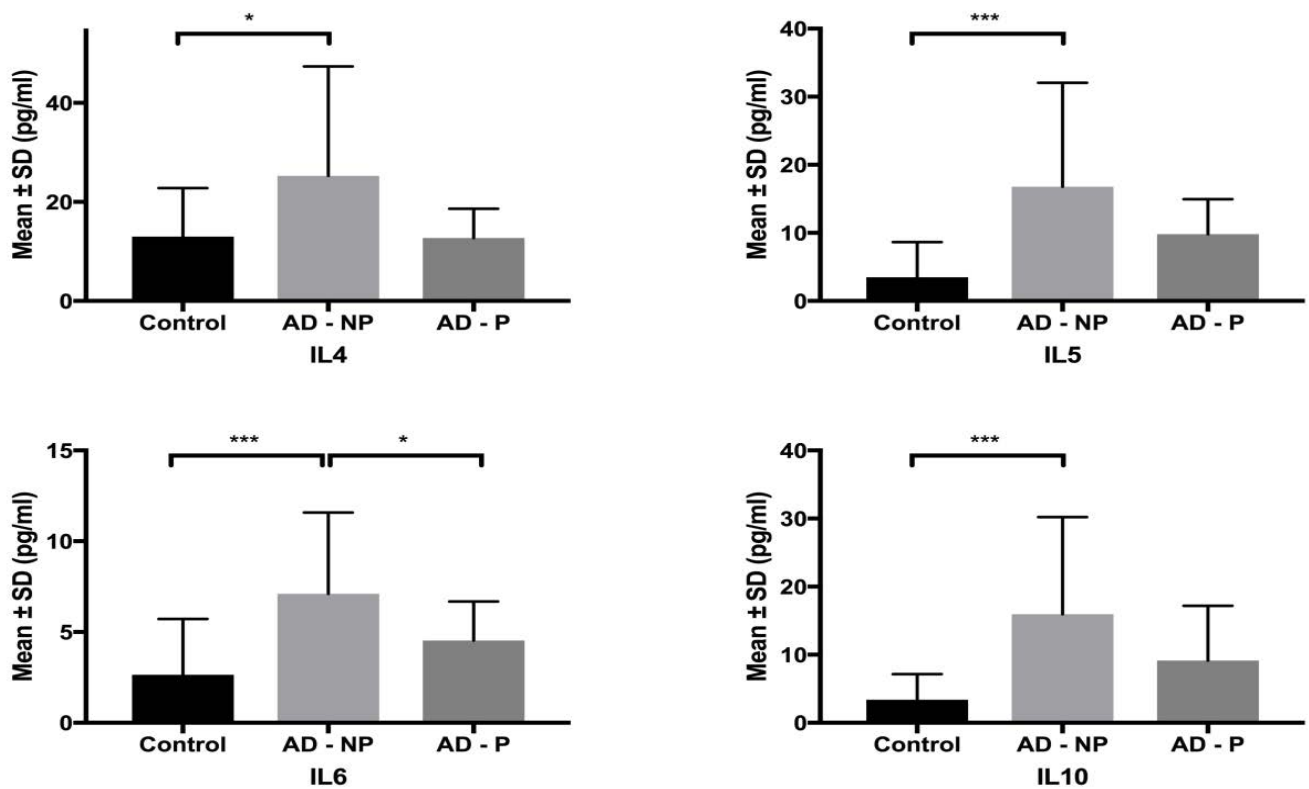 *
Mean ± SD (pg/ml)
40
20
0
Control AD - NP AD - P
IL4
***
Mean ± SD (pg/ml)
40
30
20
10
0
Control AD - NP AD - P
IL5
*** *
Mean ± SD (pg/ml)
15
10
5
0
Control AD - NP AD - P
IL6
***
Mean ± SD (pg/ml)
40
30
20
10
0
Control AD - NP AD - P
IL10